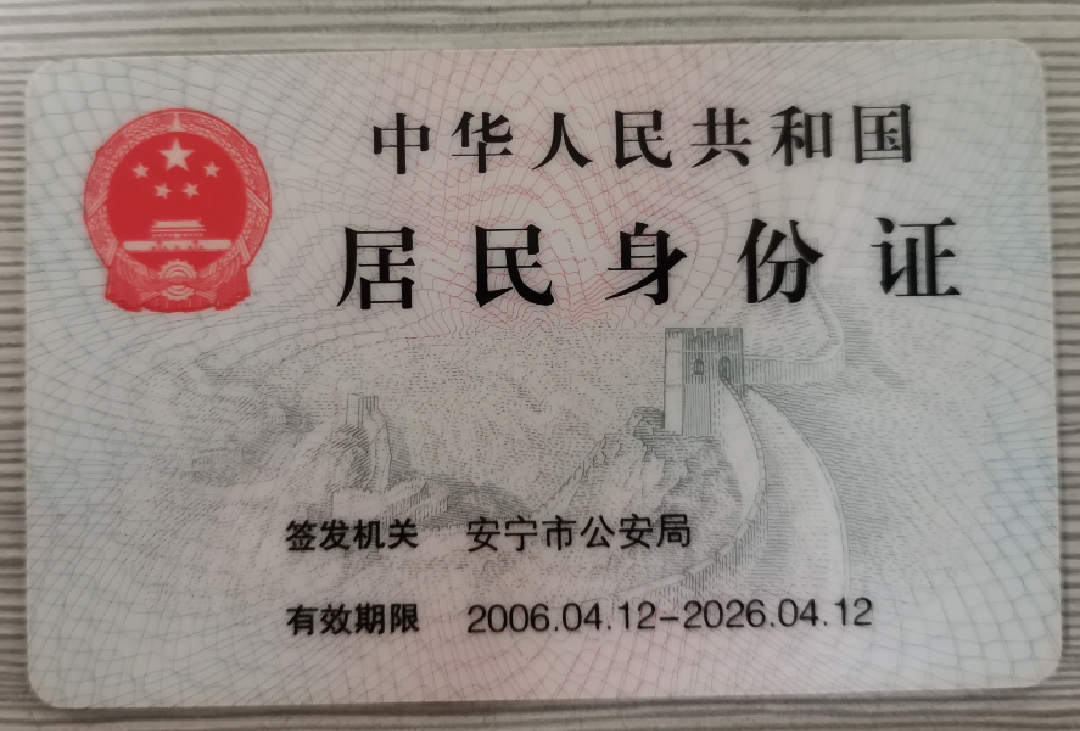 中华人民共和国
居民身份证
签发机关 安宁市公安局
有效期限 2006.04.12-2026.04.12